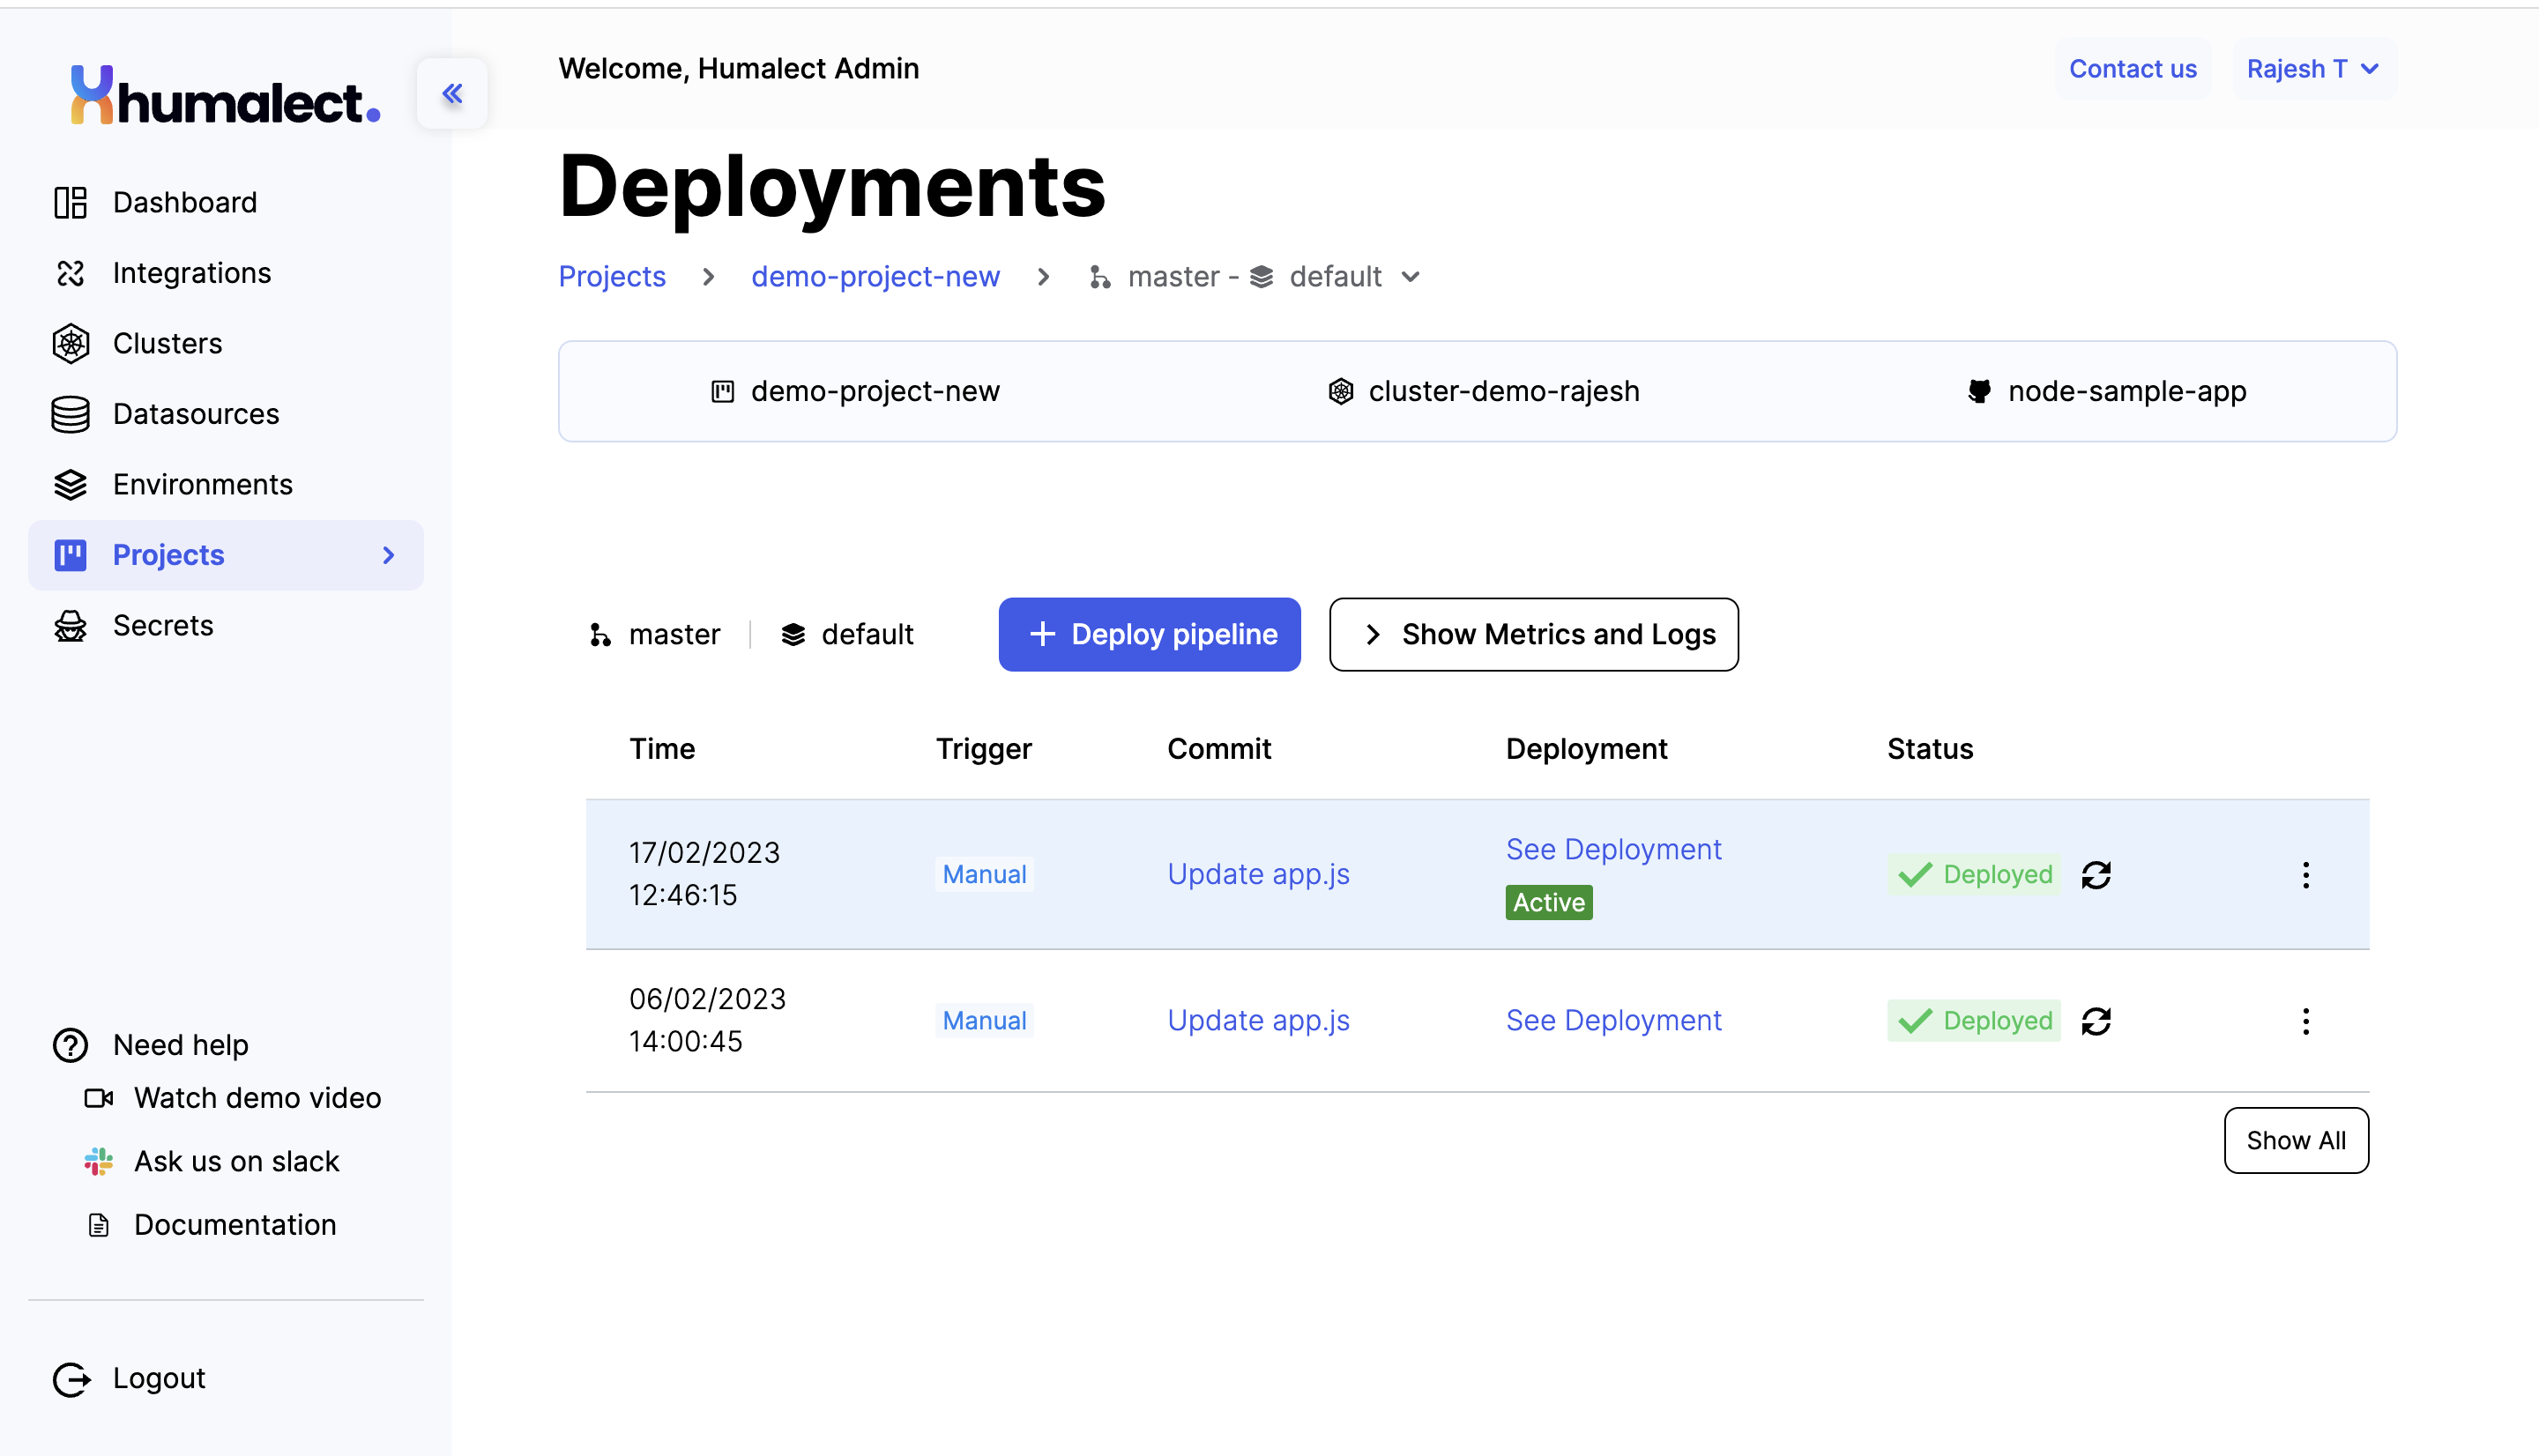 humalect.
Dashboard
Integrations
Clusters
Datasources
Environments
Projects
Secrets
Need help
Watch demo video
Ask us on slack
Documentation
Logout
Welcome, Humalect Admin
Contact us
Rajesh T
Deployments
Projects > demo-project-new > master - default
demo-project-new
cluster-demo-rajesh
node-sample-app
master | default
+ Deploy pipeline
> Show Metrics and Logs
Time Trigger Commit Deployment Status
17/02/2023
12:46:15
Manual
Update app.js
See Deployment
Active
Deployed
06/02/2023
14:00:45
Manual
Update app.js
See Deployment
Deployed
Show All